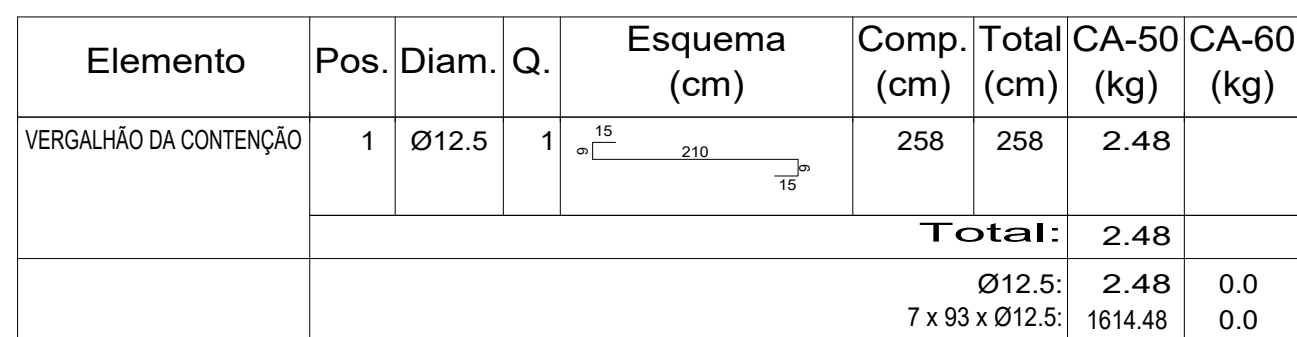 Elemento Pos. Diam. Q. Esquema (cm) Comp. (cm) Total (cm) CA-50 (kg) CA-60 (kg)
VERGALHÃO DA CONTENÇÃO 1 Ø12.5 1 15 9 210 9 15 258 258 2.48
Total: 2.48
Ø12.5: 2.48 0.0
7 x 93 x Ø12.5: 1614.48 0.0